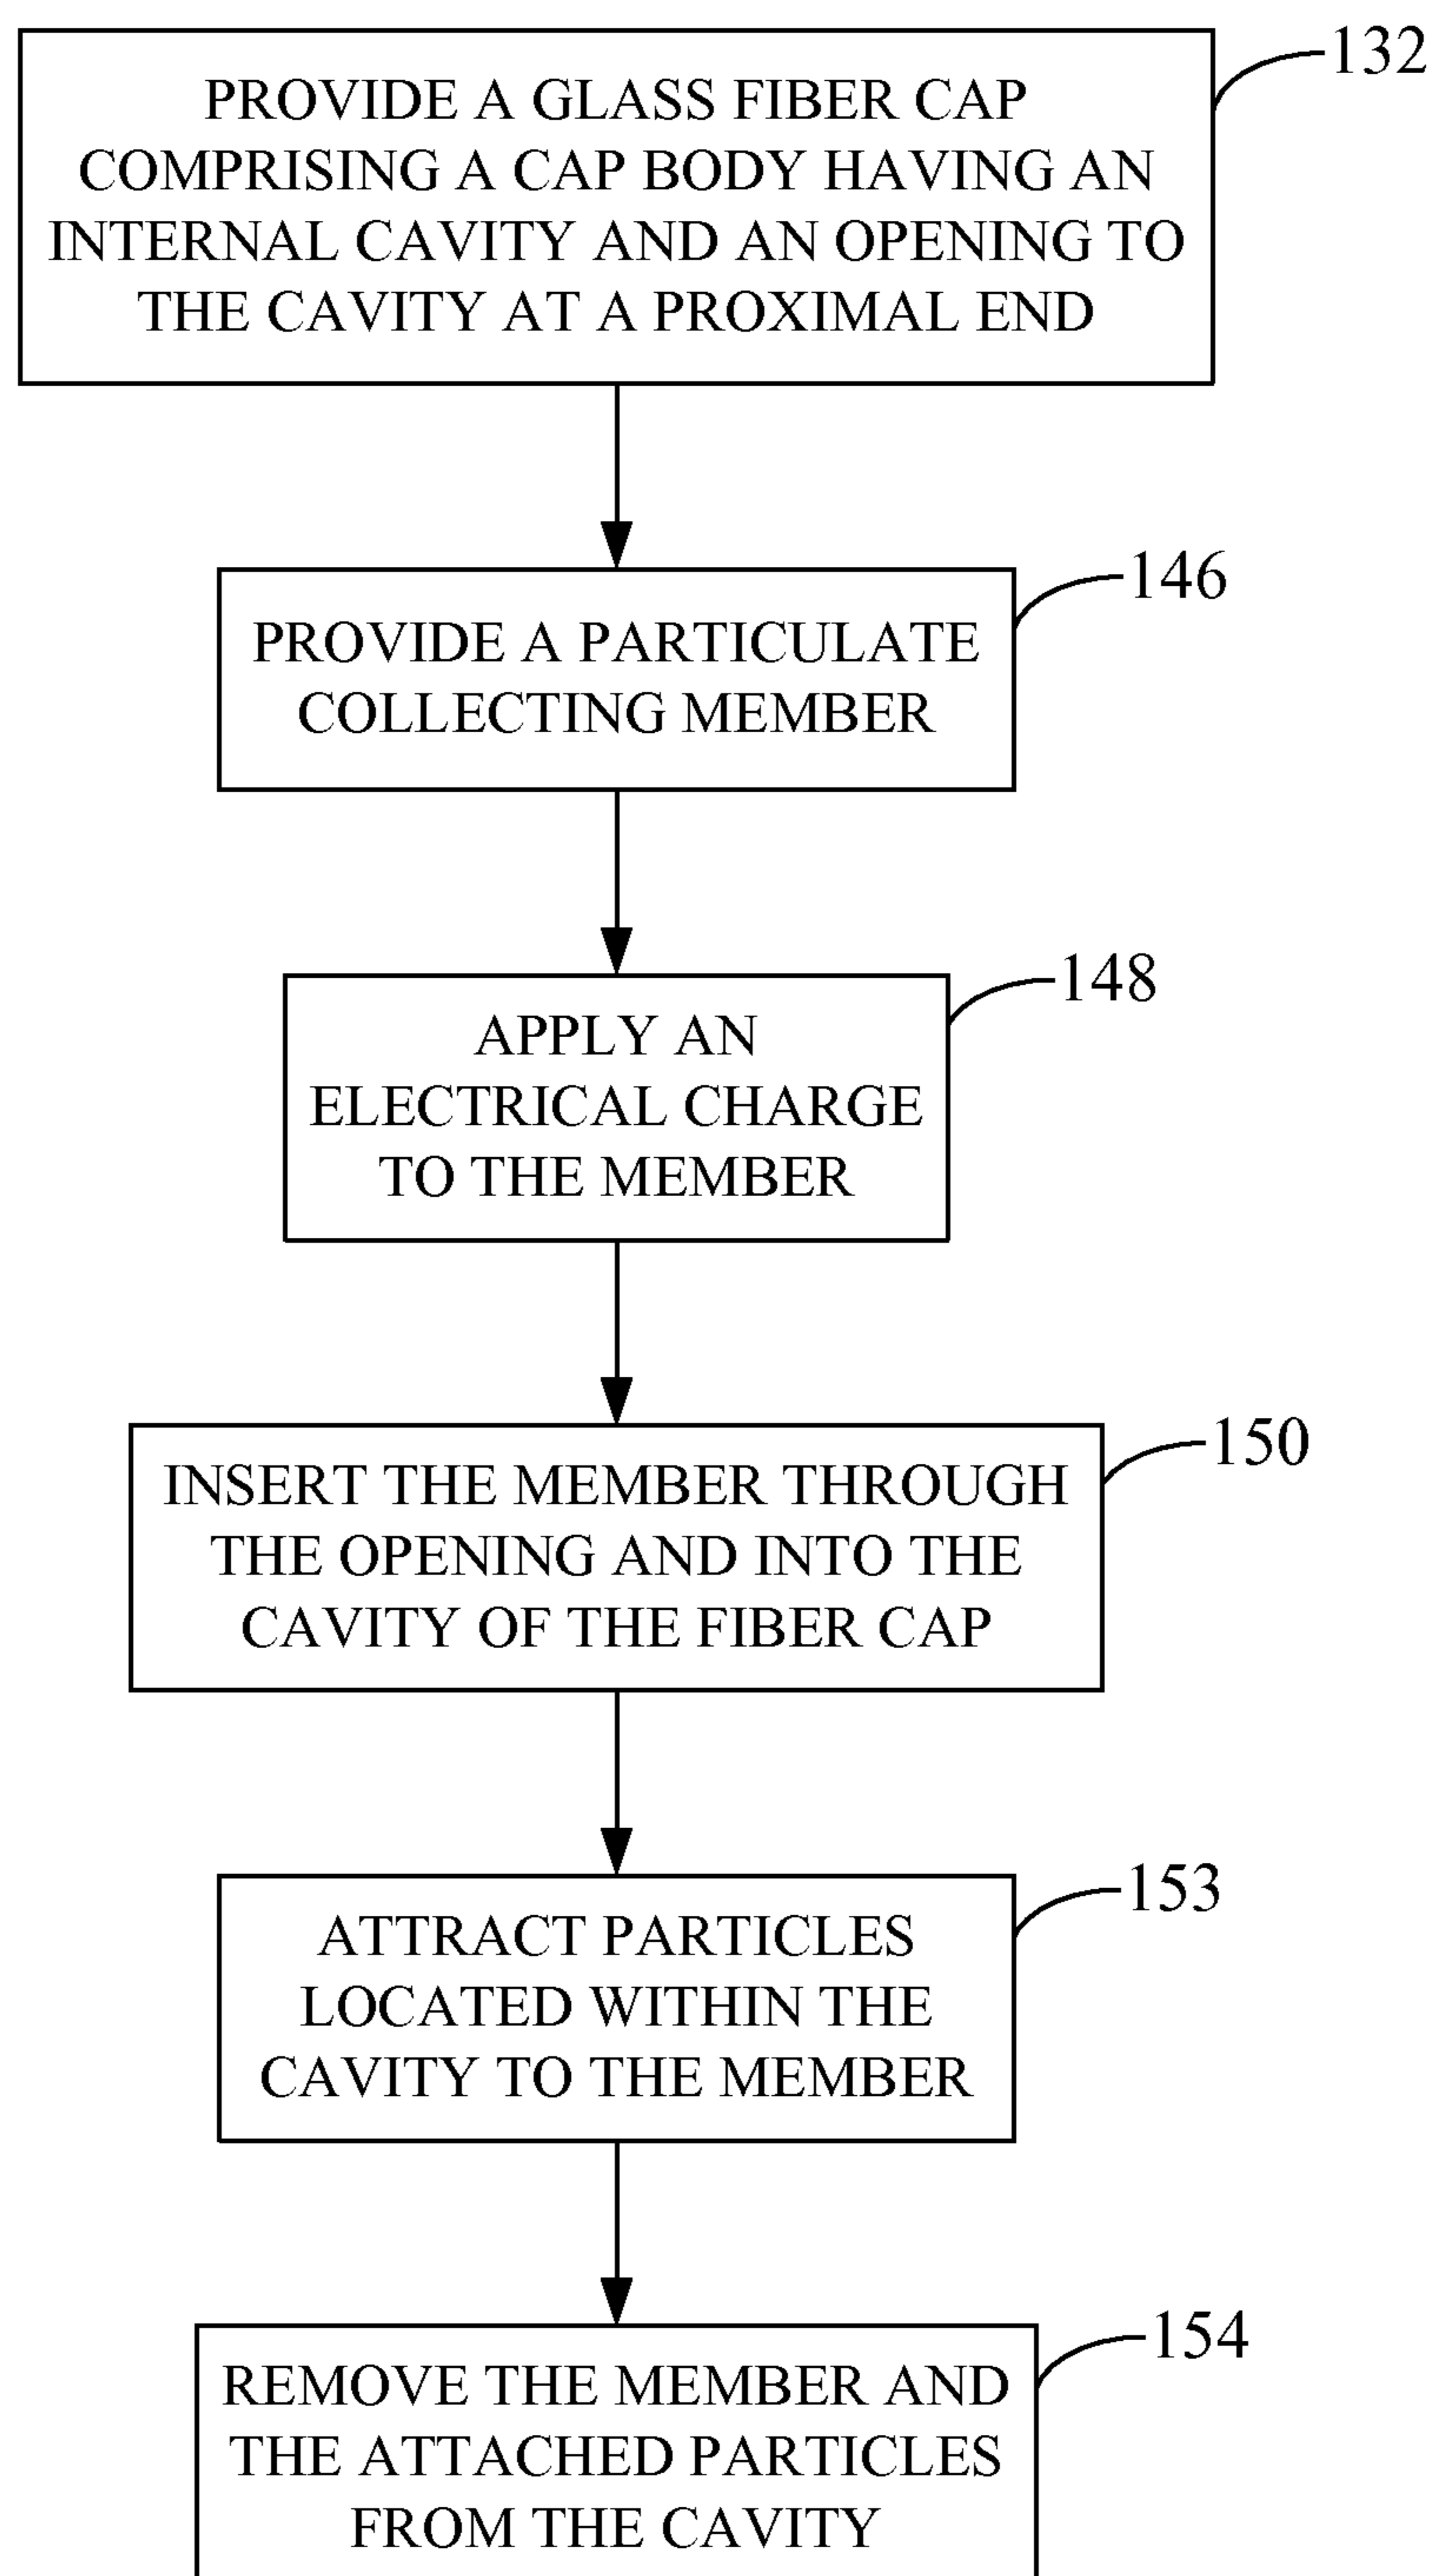 132
PROVIDE A GLASS FIBER CAP
COMPRISING A CAP BODY HAVING AN
INTERNAL CAVITY AND AN OPENING TO
THE CAVITY AT A PROXIMAL END
146
PROVIDE A PARTICULATE
COLLECTING MEMBER
148
APPLY AN
ELECTRICAL CHARGE
TO THE MEMBER
150
INSERT THE MEMBER THROUGH
THE OPENING AND INTO THE
CAVITY OF THE FIBER CAP
153
ATTRACT PARTICLES
LOCATED WITHIN THE
CAVITY TO THE MEMBER
154
REMOVE THE MEMBER AND
THE ATTACHED PARTICLES
FROM THE CAVITY